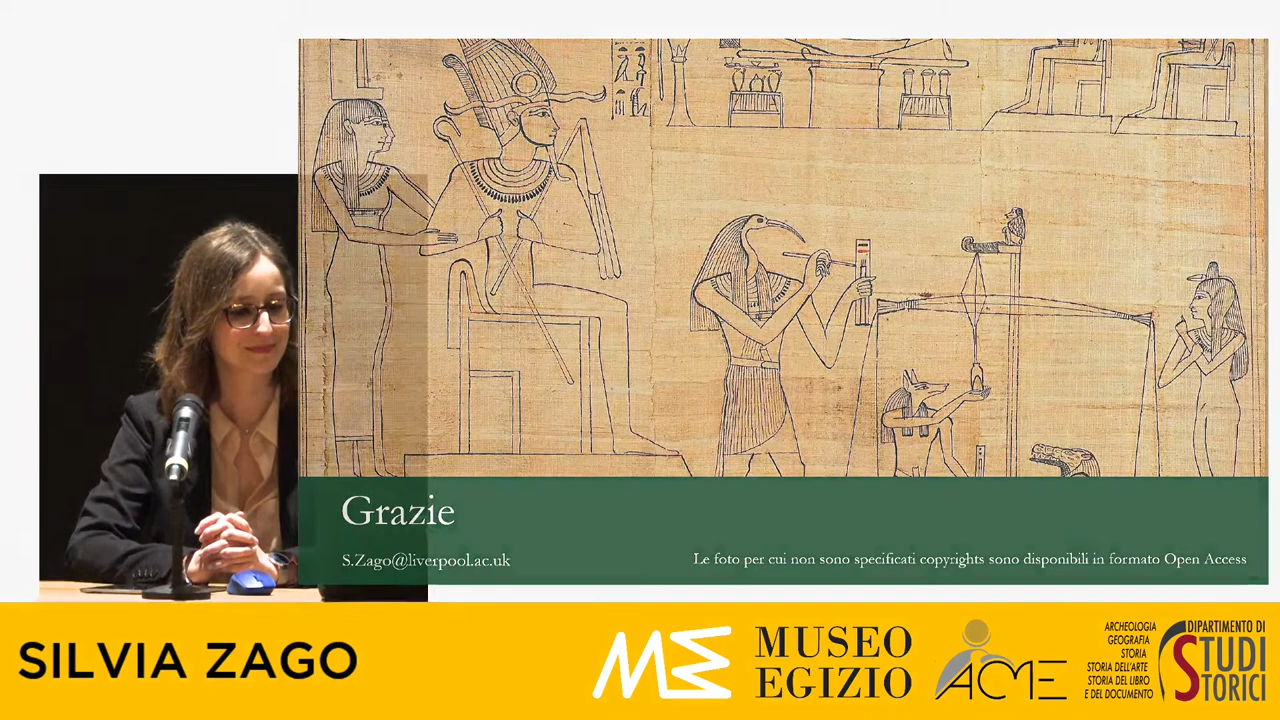 Grazie
S.Zago@liverpool.ac.uk
Le foto per cui non sono specificati copyrights sono disponibili in formato Open Access
SILVIA ZAGO
ME
MUSEO
EGIZIO
ACME
ARCHEOLOGIA
GEOGRAFIA
STORIA
STORIA DELL'ARTE
STORIA DEL LIBRO
E DEL DOCUMENTO
DIPARTIMENTO DI
STUDI
STORICI